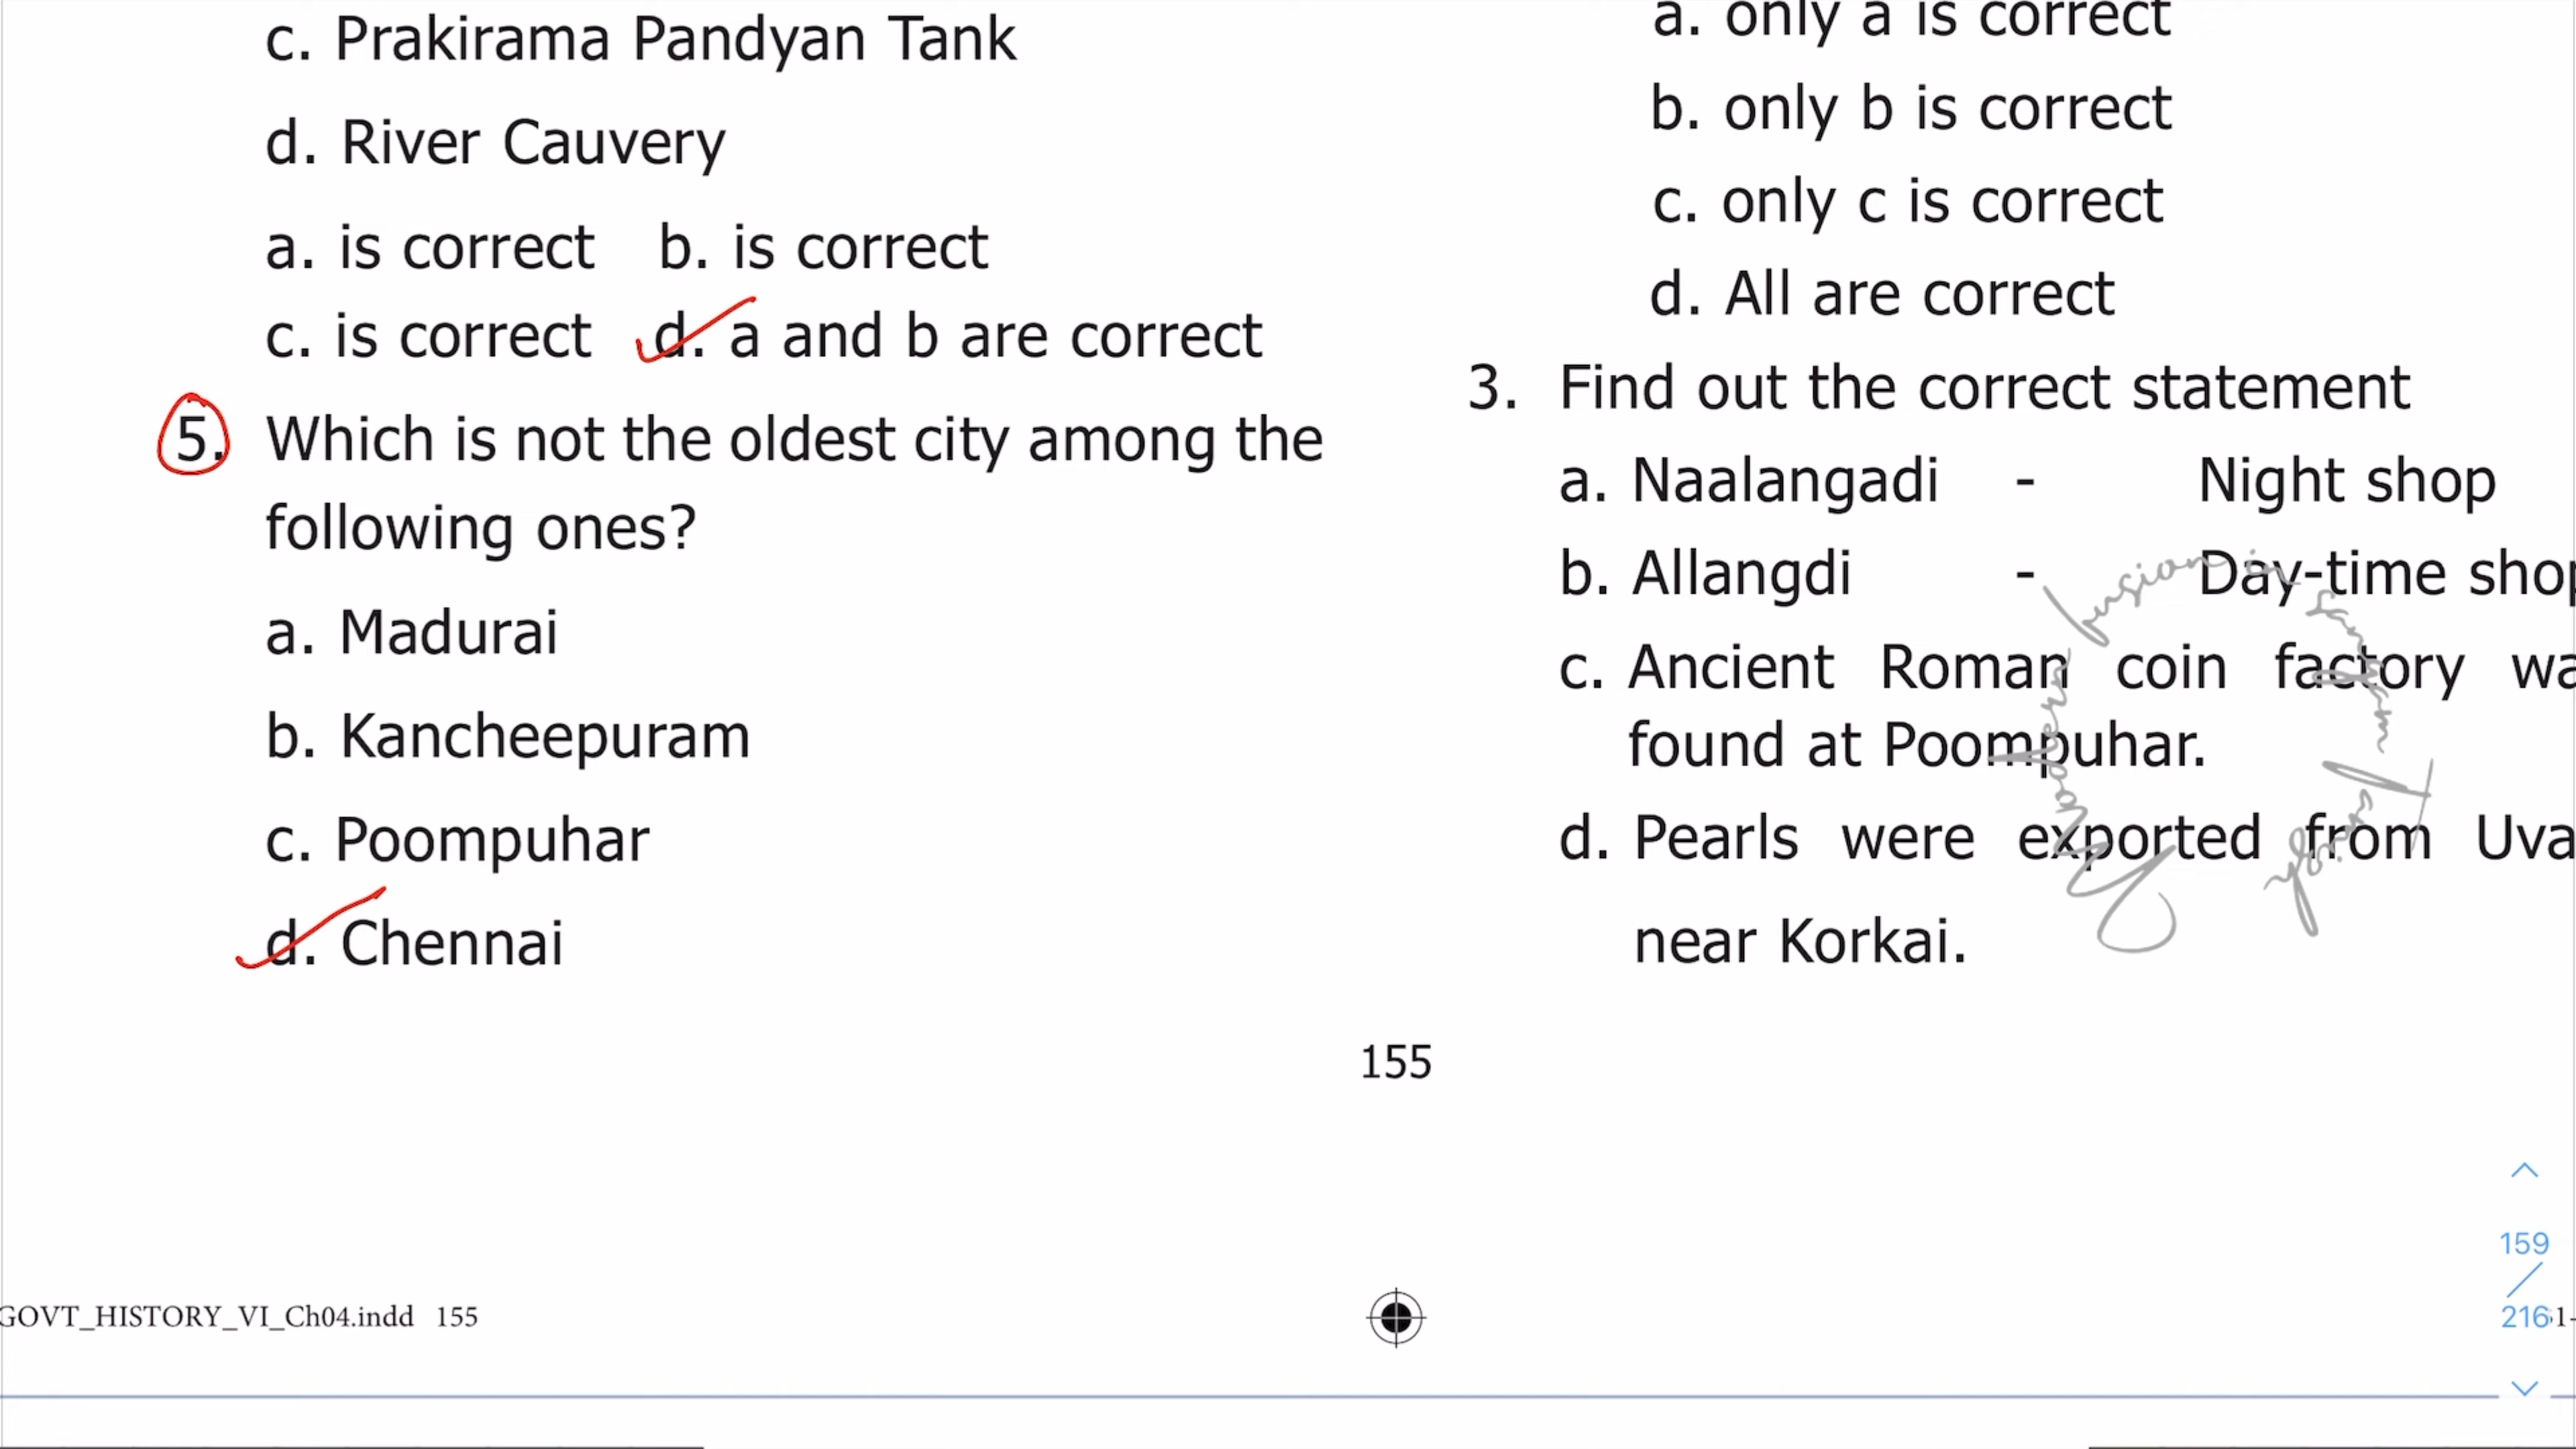 c. Prakirama Pandyan Tank
d. River Cauvery
a. is correct b. is correct
c. is correct d. a and b are correct
5. Which is not the oldest city among the
following ones?
a. Madurai
b. Kancheepuram
c. Poompuhar
d. Chennai
a. only a is correct
b. only b is correct
c. only c is correct
d. All are correct
3. Find out the correct statement
a. Naalangadi - Night shop
b. Allangdi - Day-time shop
c. Ancient Roman coin factory wa
found at Poompuhar.
d. Pearls were exported from Uva
near Korkai.
155
GOVT_HISTORY_VI_Ch04.indd 155
159
/
216